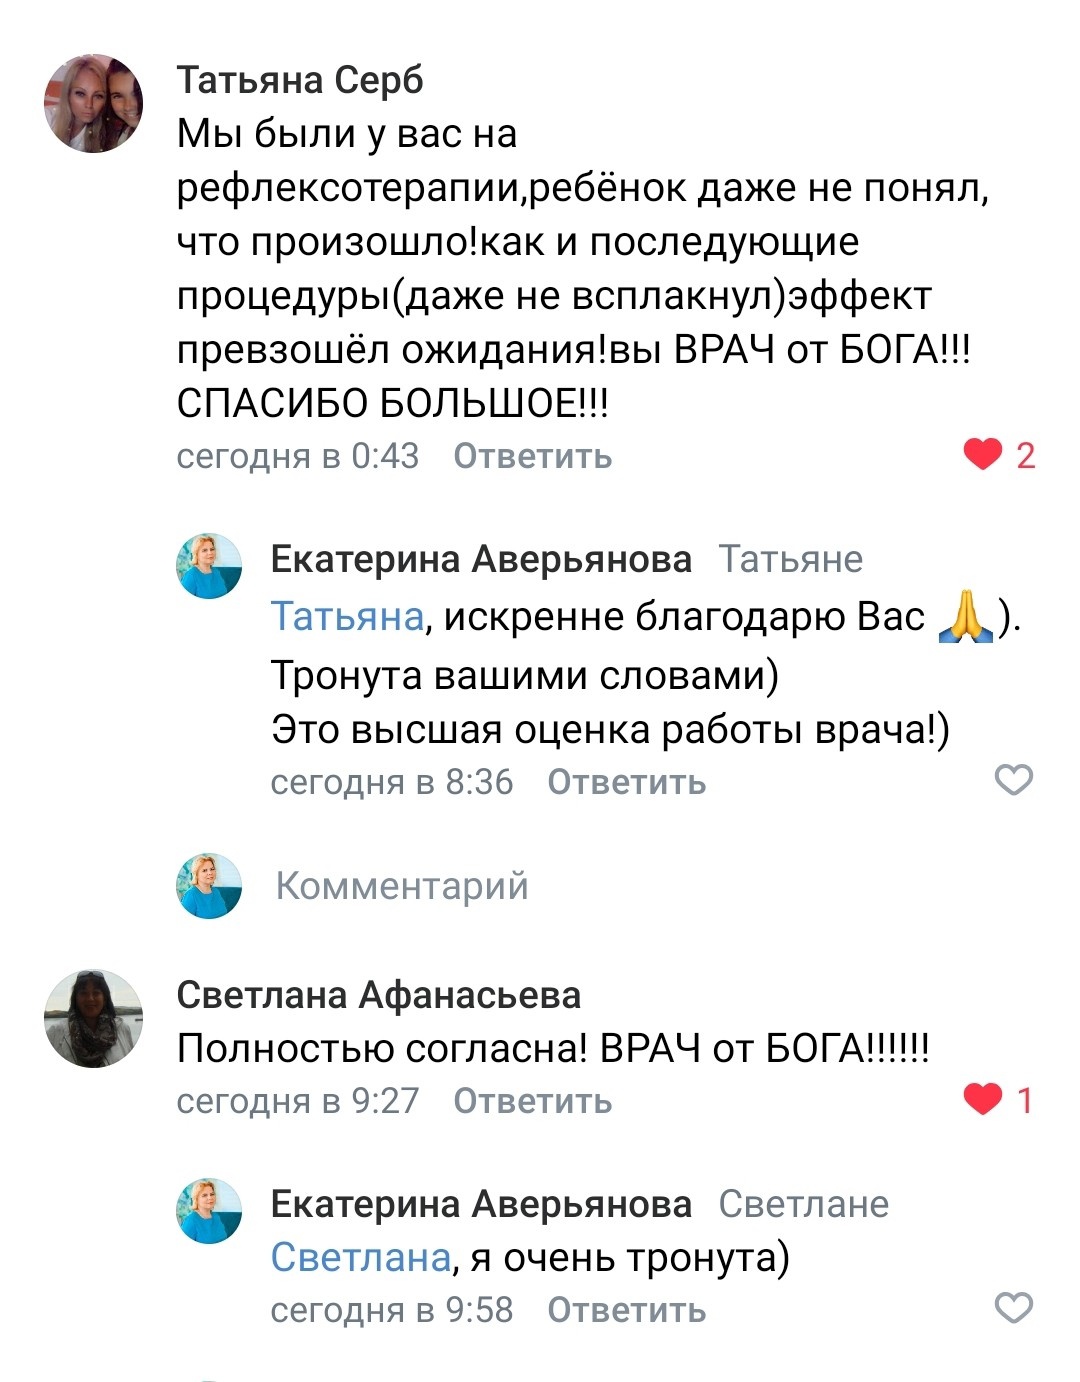 Татьяна Серб
Мы были у вас на
рефлексотерапии,ребёнок даже не понял,
что произошло!как и последующие
процедуры(даже не всплакнул)эффект
превзошёл ожидания!вы ВРАЧ от БОГА!!!
СПАСИБО БОЛЬШОЕ!!!
сегодня в 0:43 Ответить 2
Екатерина Аверьянова Татьяне
Татьяна, искренне благодарю Вас 🙏).
Тронута вашими словами)
Это высшая оценка работы врача!)
сегодня в 8:36 Ответить
Комментарий
Светлана Афанасьева
Полностью согласна! ВРАЧ от БОГА!!!!!!
сегодня в 9:27 Ответить 1
Екатерина Аверьянова Светлане
Светлана, я очень тронута)
сегодня в 9:58 Ответить